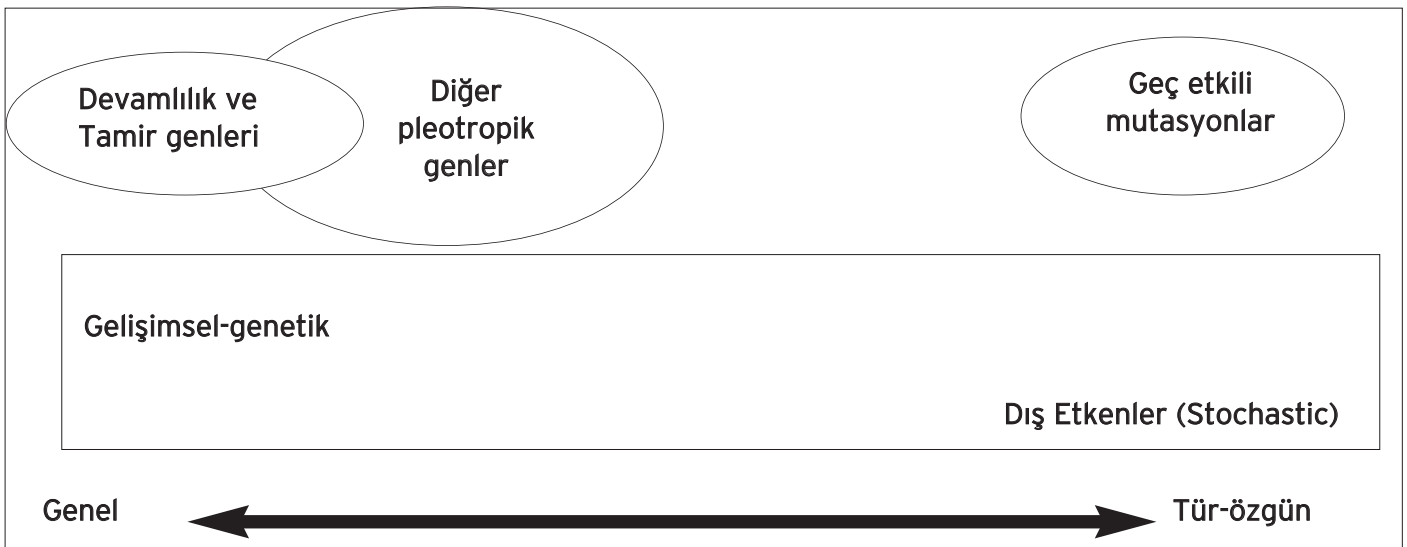 Devamlılık ve
Tamir genleri
Diğer
pleotropik
genler
Geç etkili
mutasyonlar
Gelişimsel-genetik
Dış Etkenler (Stochastic)
Genel
Tür-özgün